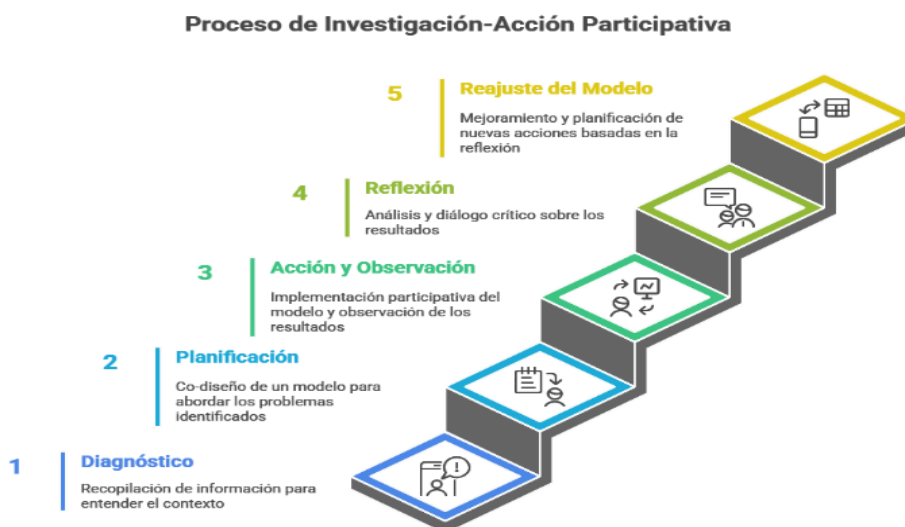 Proceso de Investigación-Acción Participativa
5
Reajuste del Modelo
Mejoramiento y planificación de
nuevas acciones basadas en la
reflexión
4
Reflexión
Análisis y diálogo crítico sobre los
resultados
3
Acción y Observación
Implementación participativa del
modelo y observación de los
resultados
2
Planificación
Co-diseño de un modelo para
abordar los problemas
identificados
1
Diagnóstico
Recopilación de información para
entender el contexto